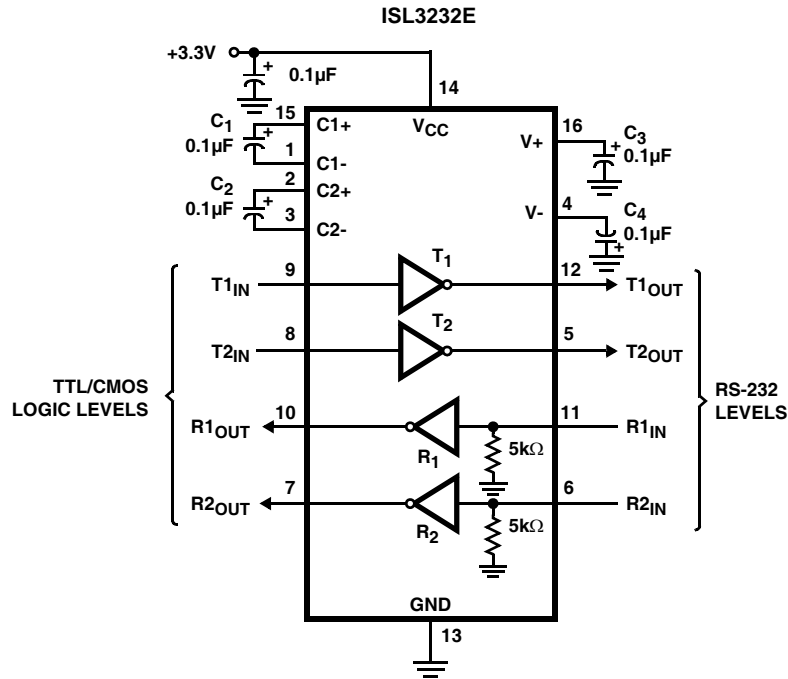 ISL3232E
+3.3V
+
0.1µF
14
15
C1
+
0.1µF
1
C1+
C1-
VCC
V+
16
+
C3
0.1µF
2
C2
+
0.1µF
3
C2+
C2-
V-
4
C4
0.1µF
+
T1IN
9
T1
12
T1OUT
T2IN
8
T2
5
T2OUT
TTL/CMOS
LOGIC LEVELS
RS-232
LEVELS
R1OUT
10
R1
5kΩ
11
R1IN
R2OUT
7
R2
5kΩ
6
R2IN
GND
13